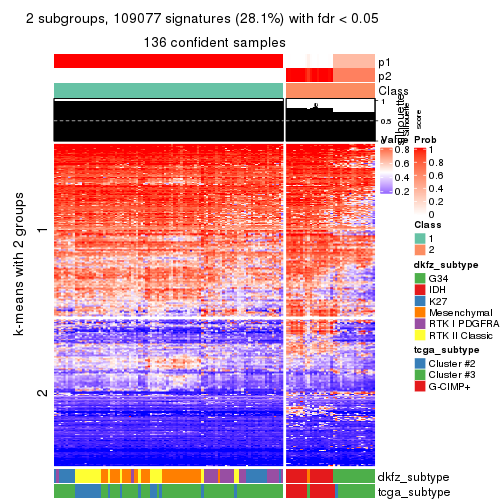 2 subgroups, 109077 signatures (28.1%) with fdr < 0.05
136 confident samples
p1
p2
Class
1
0.5
0
Silhouette
score
k-means with 2 groups
1
2
Value
0.8
0.6
0.4
0.2
Prob
1
0.8
0.6
0.4
0.2
0
Class
1
2
dkfz_subtype
G34
IDH
K27
Mesenchymal
RTK I PDGFRA
RTK II Classic
tcga_subtype
Cluster #2
Cluster #3
G-CIMP+
dkfz_subtype
tcga_subtype